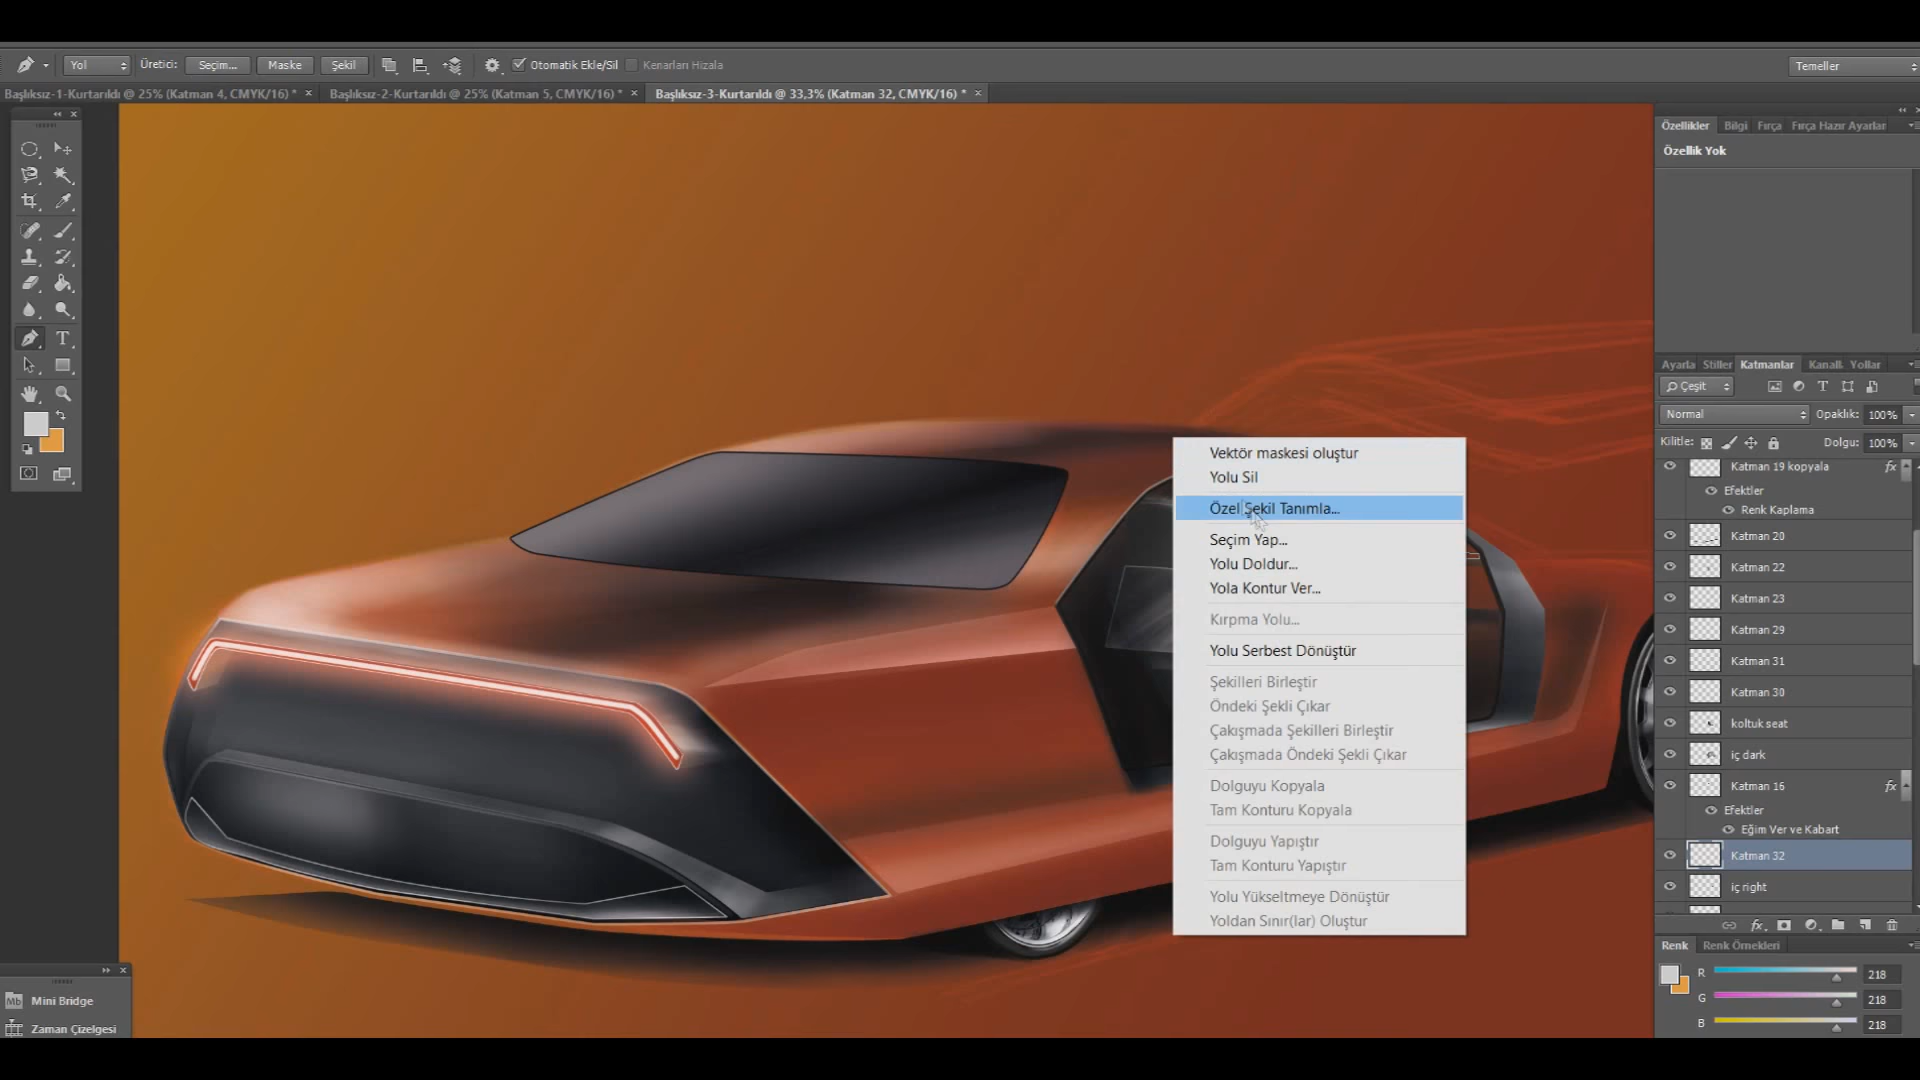 Yol
Üretici:
Seçim...
Maske
Şekil
Otomatik Ekle/Sil
Kenarları Hizala
Temeller
Başlıksız-1-Kurtarıldı @ 25% (Katman 4, CMYK/16) * ×
Başlıksız-2-Kurtarıldı @ 25% (Katman 5, CMYK/16) * ×
Başlıksız-3-Kurtarıldı @ 33,3% (Katman 32, CMYK/16) * ×
Özellikler
Bilgi
Fırça
Fırça Hazır Ayarları
Özellik Yok
Vektör maskesi oluştur
Yolu Sil
Özel Şekil Tanımla...
Seçim Yap...
Yolu Doldur...
Yola Kontur Ver...
Kırpma Yolu...
Yolu Serbest Dönüştür
Şekilleri Birleştir
Öndeki Şekli Çıkar
Çakışmada Şekilleri Birleştir
Çakışmada Öndeki Şekli Çıkar
Dolguyu Kopyala
Tam Konturu Kopyala
Dolguyu Yapıştır
Tam Konturu Yapıştır
Yolu Yükseltmeye Dönüştür
Yoldan Sınır(lar) Oluştur
Ayarla
Stiller
Katmanlar
Kanallı
Yollar
Çeşit
Normal
Opaklık: 100%
Kilitle:
Dolgu: 100%
Katman 19 kopyala fx
Efektler
Renk Kaplama
Katman 20
Katman 22
Katman 23
Katman 29
Katman 31
Katman 30
koltuk seat
iç dark
Katman 16 fx
Efektler
Eğim Ver ve Kabart
Katman 32
iç right
fx
Renk
Renk Örnekleri
R 218
G 218
B 218
Mb Mini Bridge
Zaman Çizelgesi